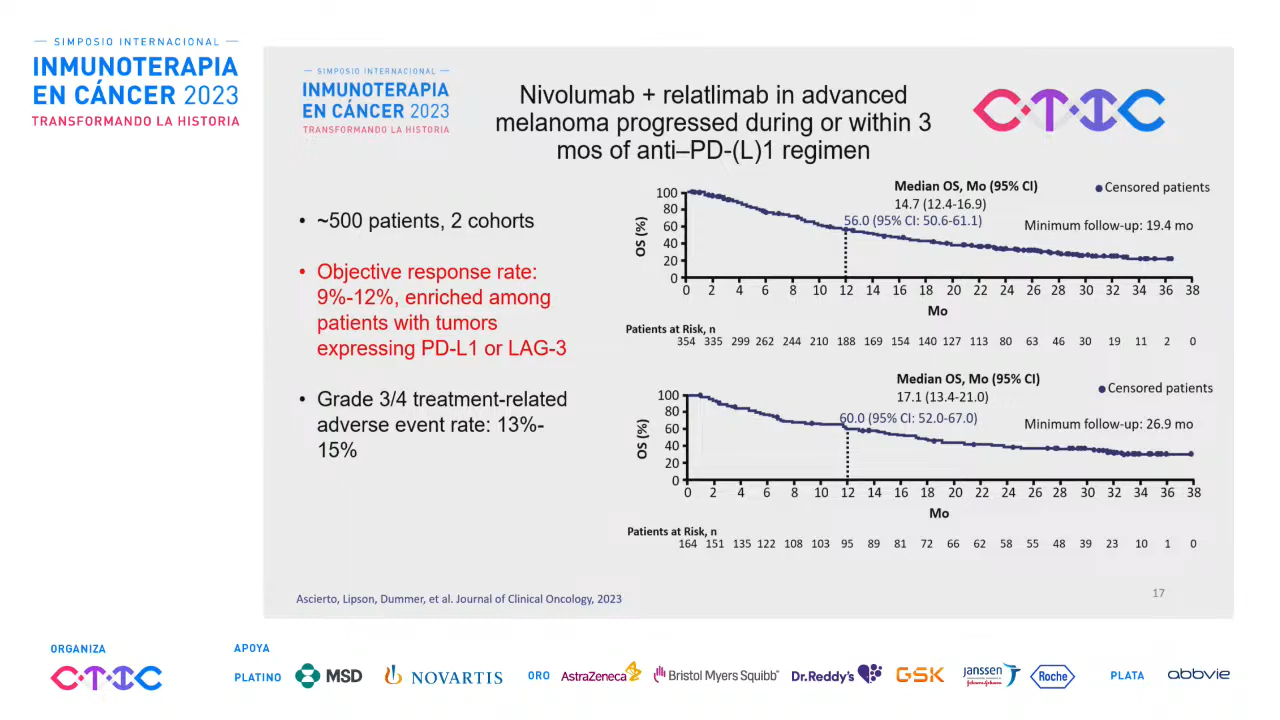 — SIMPOSIO INTERNACIONAL —
INMUNOTERAPIA
EN CÁNCER 2023
TRANSFORMANDO LA HISTORIA
— SIMPOSIO INTERNACIONAL —
INMUNOTERAPIA
EN CÁNCER 2023
TRANSFORMANDO LA HISTORIA
Nivolumab + relatlimab in advanced
melanoma progressed during or within 3
mos of anti–PD-(L)1 regimen
CTIC
• ~500 patients, 2 cohorts
• Objective response rate:
9%-12%, enriched among
patients with tumors
expressing PD-L1 or LAG-3
• Grade 3/4 treatment-related
adverse event rate: 13%-
15%
Median OS, Mo (95% CI)
14.7 (12.4-16.9)
56.0 (95% CI: 50.6-61.1)
Censored patients
Minimum follow-up: 19.4 mo
OS (%)
100
80
60
40
20
0
0 2 4 6 8 10 12 14 16 18 20 22 24 26 28 30 32 34 36 38
Mo
Patients at Risk, n
354 335 299 262 244 210 188 169 154 140 127 113 80 63 46 30 19 11 2 0
Median OS, Mo (95% CI)
17.1 (13.4-21.0)
60.0 (95% CI: 52.0-67.0)
Censored patients
Minimum follow-up: 26.9 mo
OS (%)
100
80
60
40
20
0
0 2 4 6 8 10 12 14 16 18 20 22 24 26 28 30 32 34 36 38
Mo
Patients at Risk, n
164 151 135 122 108 103 95 89 81 72 66 62 58 55 48 39 23 10 1 0
Ascierto, Lipson, Dummer, et al. Journal of Clinical Oncology, 2023
17
ORGANIZA
CTIC
APOYA
PLATINO
MSD
NOVARTIS
ORO
AstraZeneca
Bristol Myers Squibb
Dr.Reddy's
GSK
Janssen
Johnson&Johnson
Roche
PLATA
abbvie